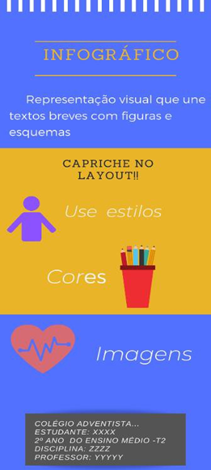 INFOGRÁFICO
Representação visual que une
textos breves com figuras e
esquemas
CAPRICHE NO
LAYOUT!!
Use estilos
Cores
Imagens
COLÉGIO ADVENTISTA...
ESTUDANTE: XXXX
2º ANO DO ENSINO MÉDIO -T2
DISCIPLINA: ZZZZ
PROFESSOR: YYYYY